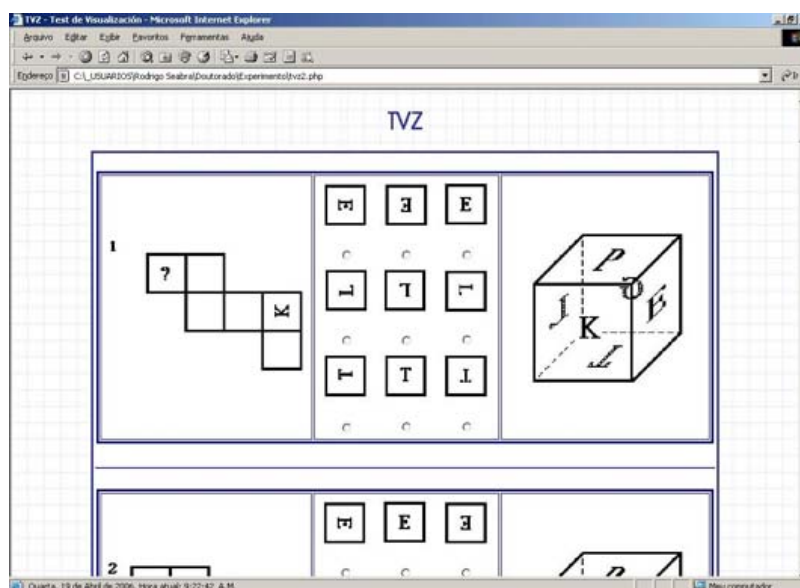 TVZ - Test de Visualización - Microsoft Internet Explorer
Arquivo Editar Exibir Favoritos Ferramentas Ajuda
Endereço C:\_USUARIOS\Rodrigo Seabra\Doutorado\Experimento\tvz2.php
TVZ
1
?
K
E E E
L L L
T T T
P
J
K
E
2
E E E
Quarta, 19 de Abril de 2006, Hora atual: 9:22:42 A.M.
Meu computador